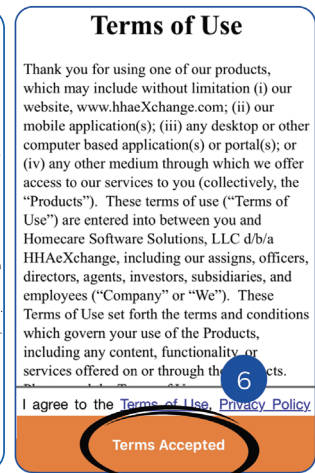 Terms of Use
Thank you for using one of our products,
which may include without limitation (i) our
website, www.hhaeXchange.com; (ii) our
mobile application(s); (iii) any desktop or other
computer based application(s) or portal(s); or
(iv) any other medium through which we offer
access to our services to you (collectively, the
“Products”). These terms of use (“Terms of
Use”) are entered into between you and
Homecare Software Solutions, LLC d/b/a
HHAeXchange, including our assigns, officers,
directors, agents, investors, subsidiaries, and
employees (“Company” or “We”). These
Terms of Use set forth the terms and conditions
which govern your use of the Products,
including any content, functionality, or
services offered on or through the cts.
6
I agree to the Terms of Use, Privacy Policy
Terms Accepted